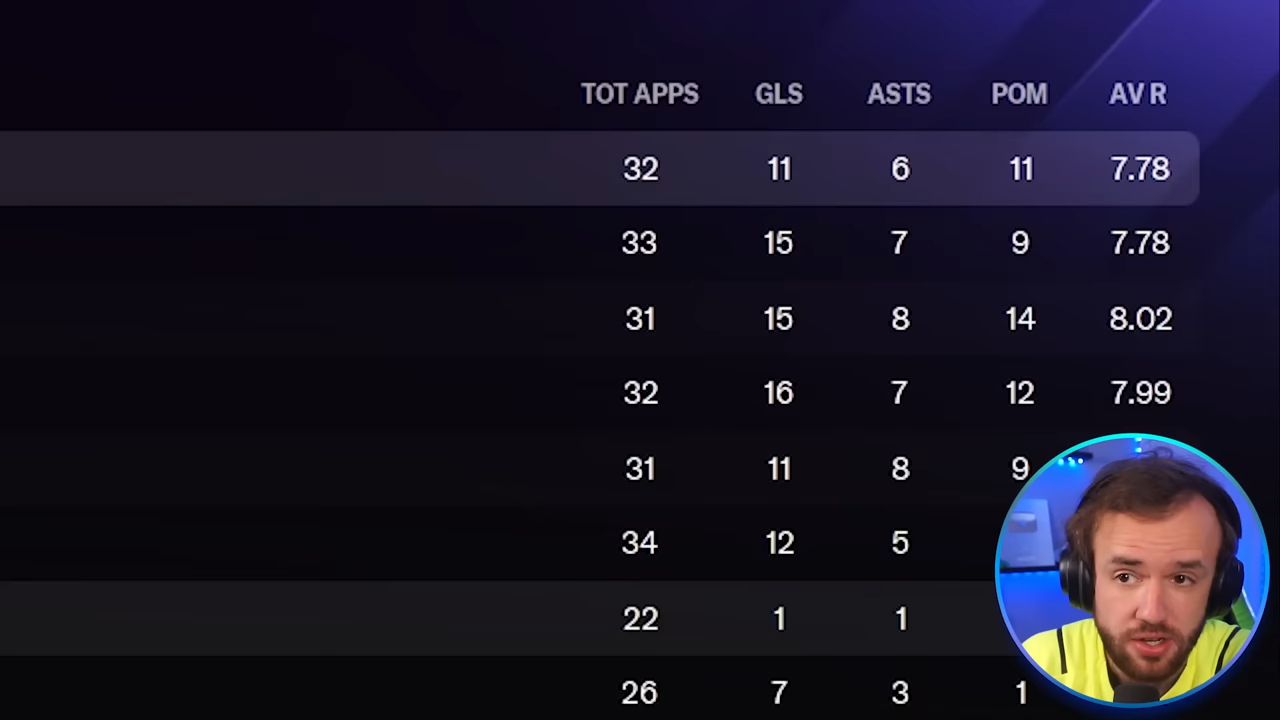 TOT APPS GLS ASTS POM AV R
32 11 6 11 7.78
33 15 7 9 7.78
31 15 8 14 8.02
32 16 7 12 7.99
31 11 8 9
34 12 5
22 1 1
26 7 3 1